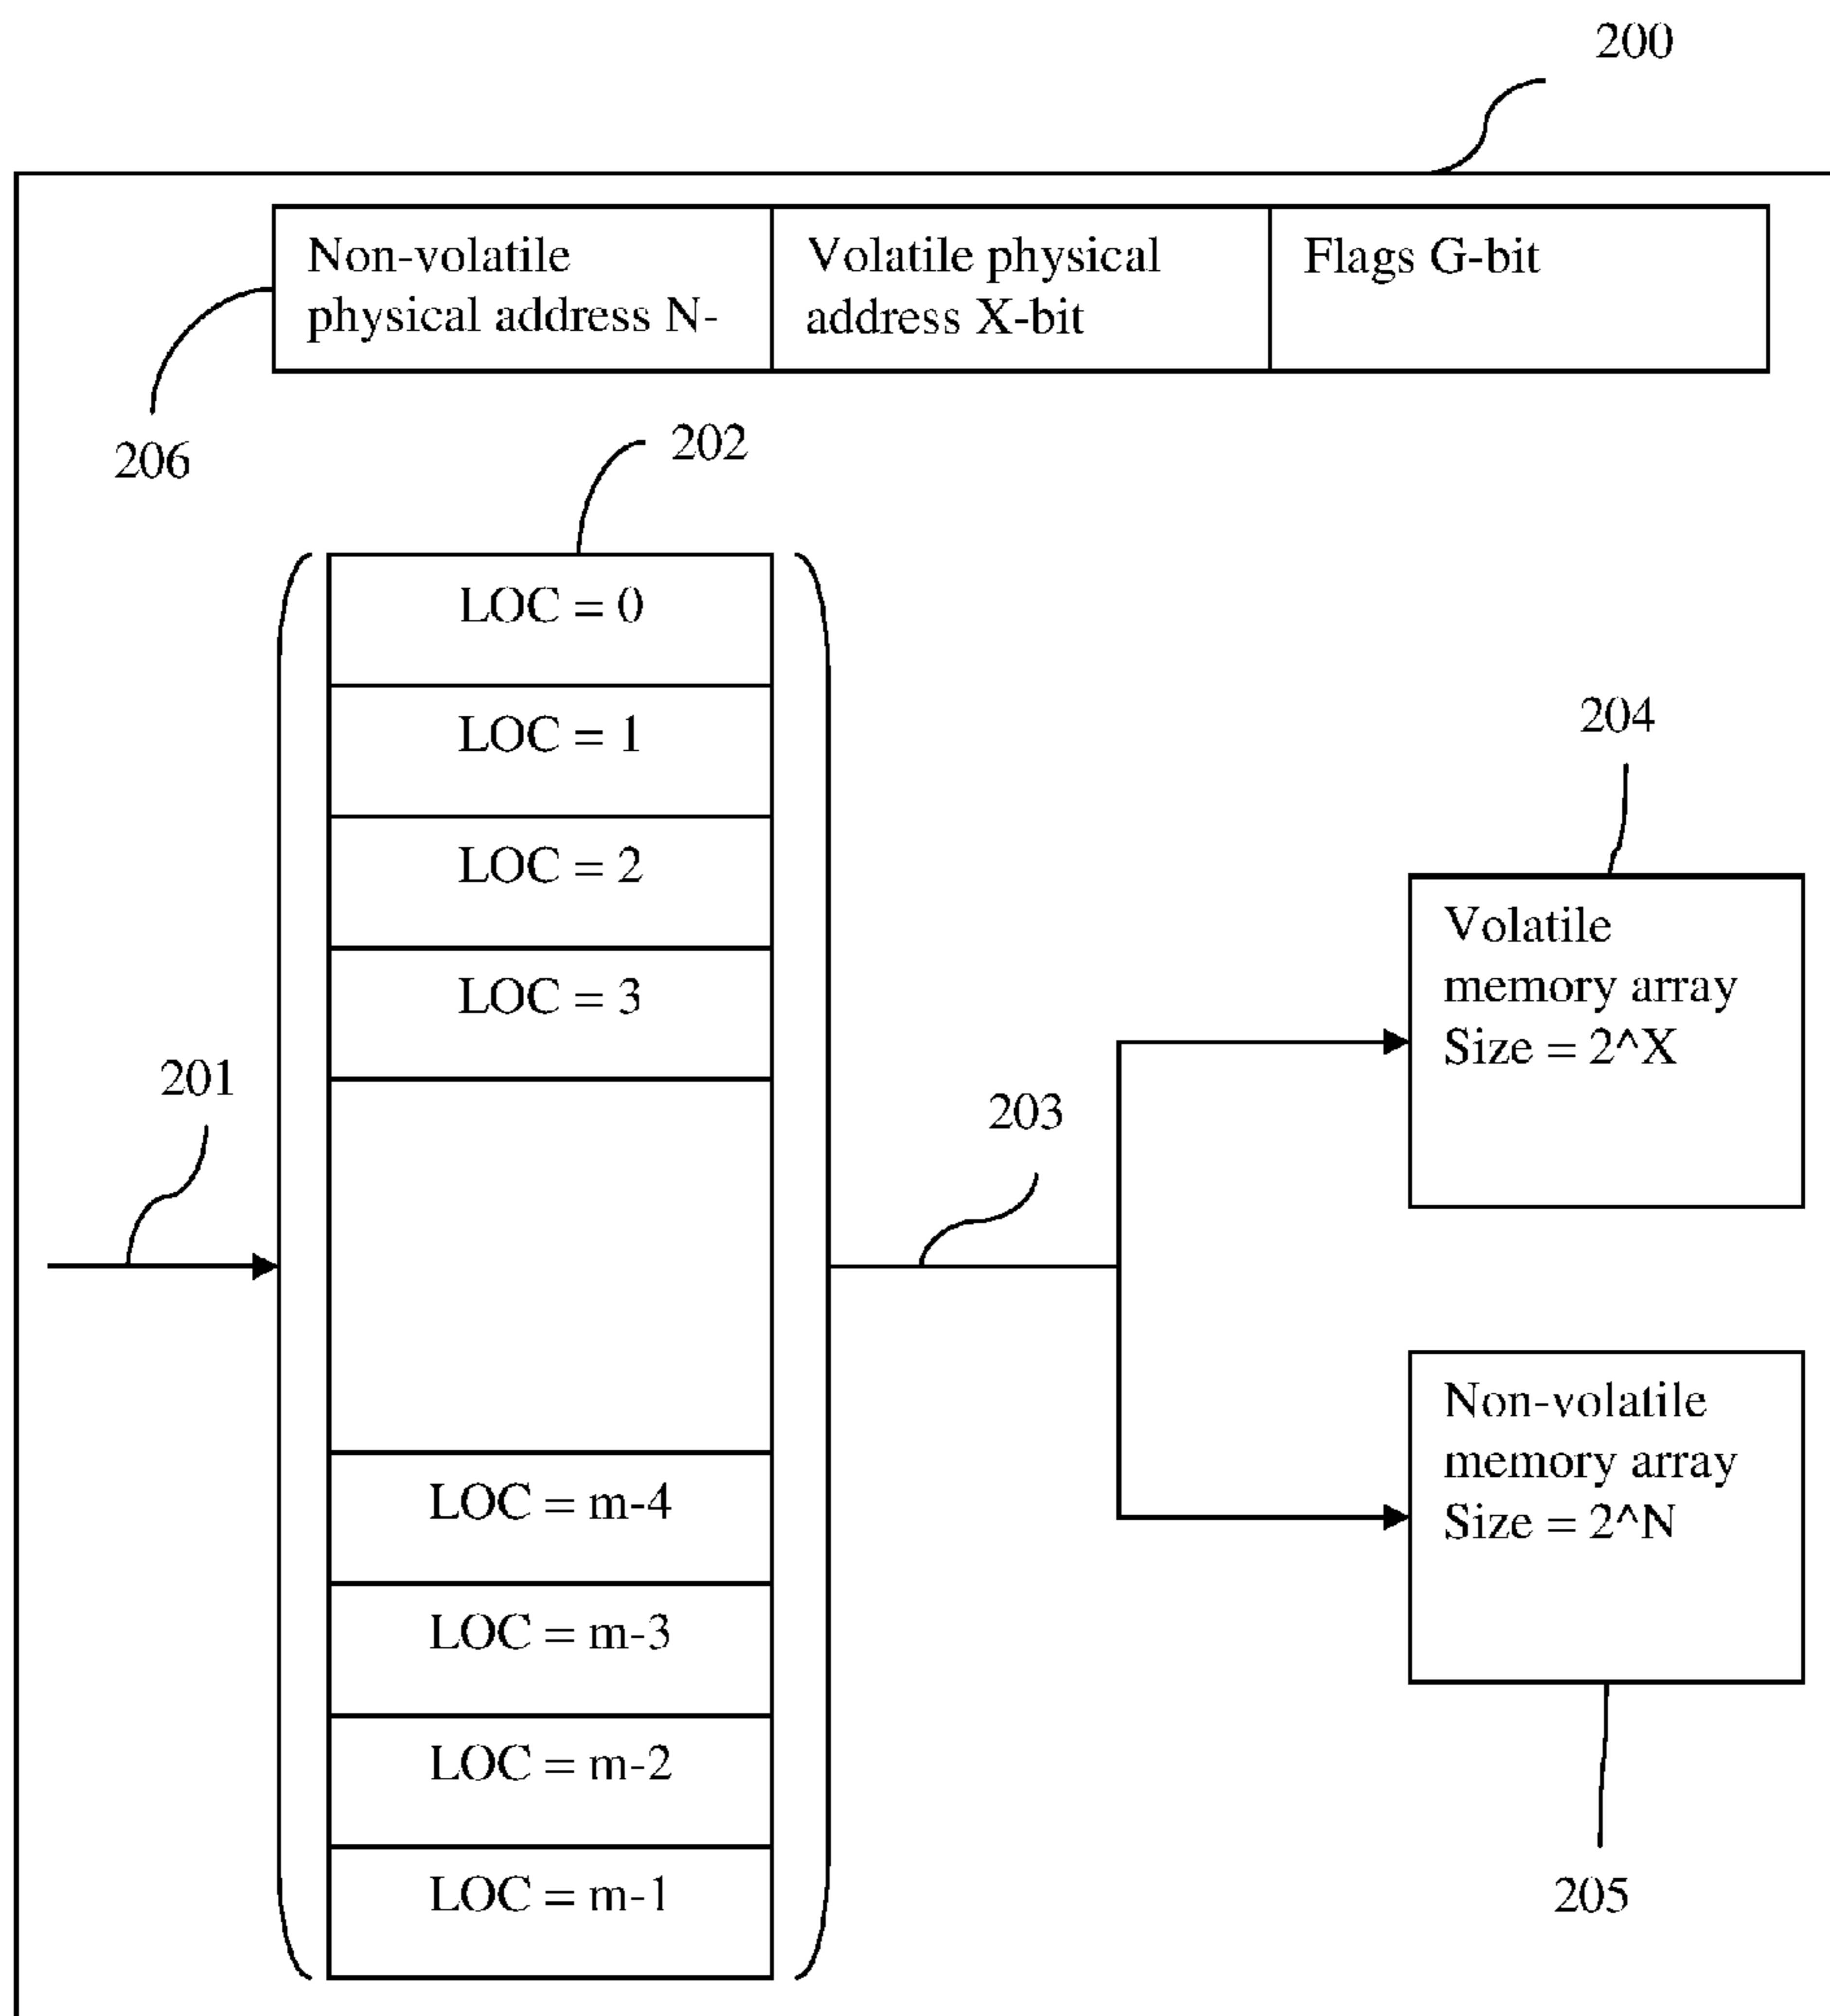 200
Non-volatile
physical address N-
Volatile physical
address X-bit
Flags G-bit
206
202
LOC = 0
LOC = 1
LOC = 2
LOC = 3
201
203
204
Volatile
memory array
Size = 2^X
Non-volatile
memory array
Size = 2^N
LOC = m-4
LOC = m-3
LOC = m-2
LOC = m-1
205